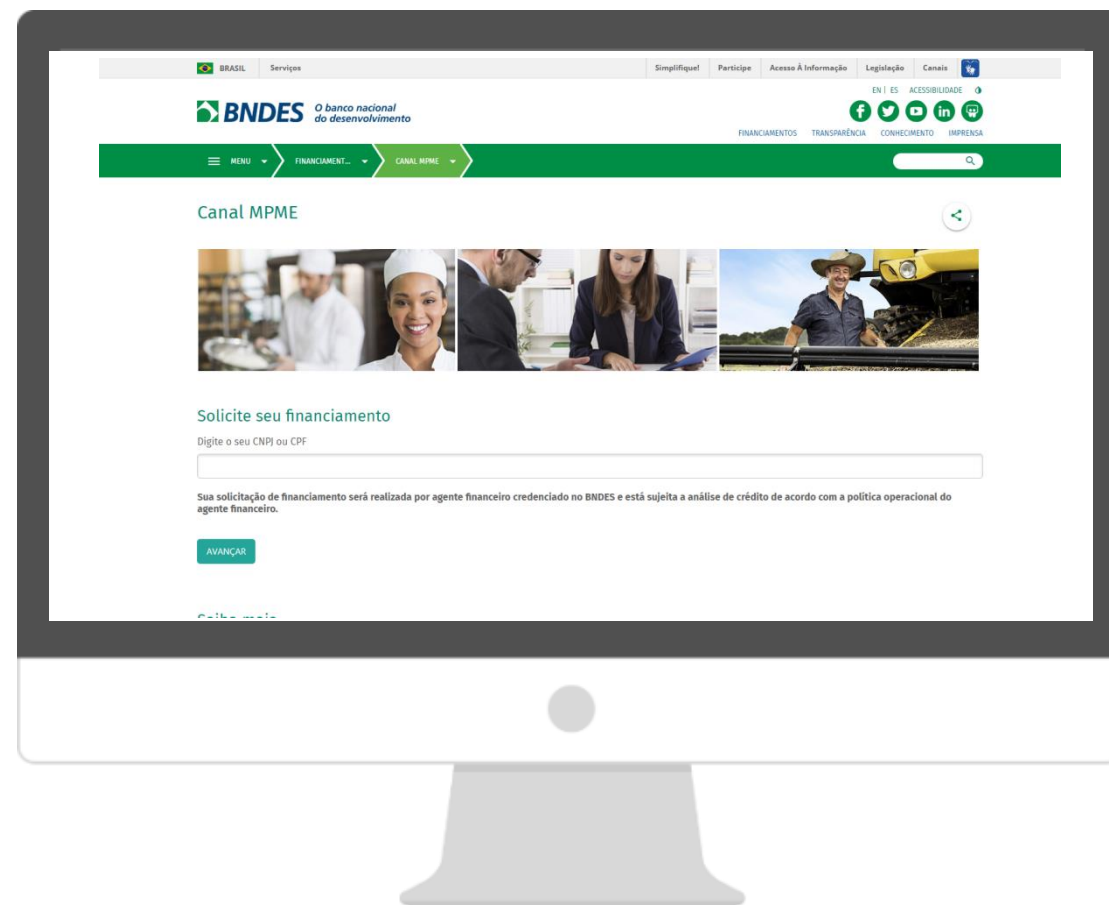 BRASIL Serviços Simplifique! Participe Acesso À Informação Legislação Canais
EN | ES ACESSIBILIDADE
BNDES O banco nacional
do desenvolvimento
FINANCIAMENTOS TRANSPARÊNCIA CONHECIMENTO IMPRENSA
MENU FINANCIAMENT... CANAL MPME
Canal MPME
Solicite seu financiamento
Digite o seu CNPJ ou CPF
Sua solicitação de financiamento será realizada por agente financeiro credenciado no BNDES e está sujeita a análise de crédito de acordo com a política operacional do
agente financeiro.
AVANÇAR
Saiba mais